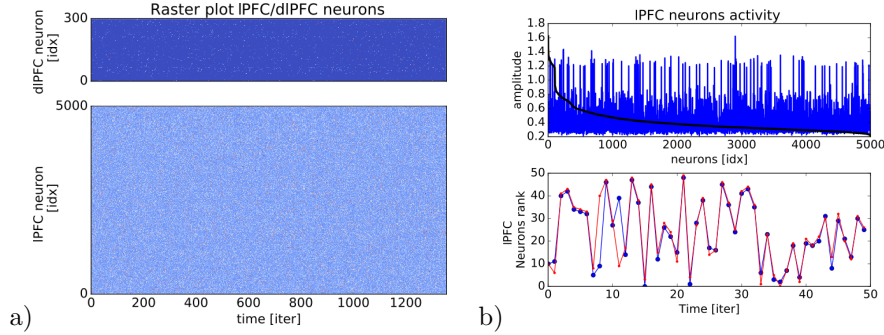 Raster plot lPFC/dlPFC neurons
300
0
dlPFC neuron
[idx]
5000
0
lPFC neuron
[idx]
0 200 400 600 800 1000 1200
time [iter]
a)
lPFC neurons activity
1.8
1.6
1.4
1.2
1.0
0.8
0.6
0.4
0.2
amplitude
0 1000 2000 3000 4000 5000
neurons [idx]
50
40
30
20
10
0
lPFC
Neurons rank
0 10 20 30 40 50
Time [iter]
b)